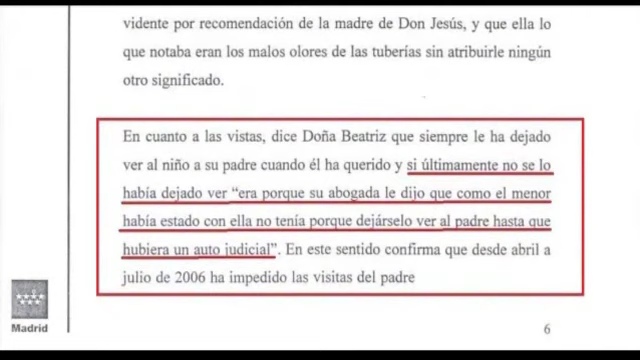 vidente por recomendación de la madre de Don Jesús, y que ella lo
que notaba eran los malos olores de las tuberías sin atribuirle ningún
otro significado.
En cuanto a las vistas, dice Doña Beatriz que siempre le ha dejado
ver al niño a su padre cuando él ha querido y si últimamente no se lo
había dejado ver “era porque su abogada le dijo que como el menor
había estado con ella no tenía porque dejárselo ver al padre hasta que
hubiera un auto judicial”. En este sentido confirma que desde abril a
julio de 2006 ha impedido las visitas del padre
Madrid
6